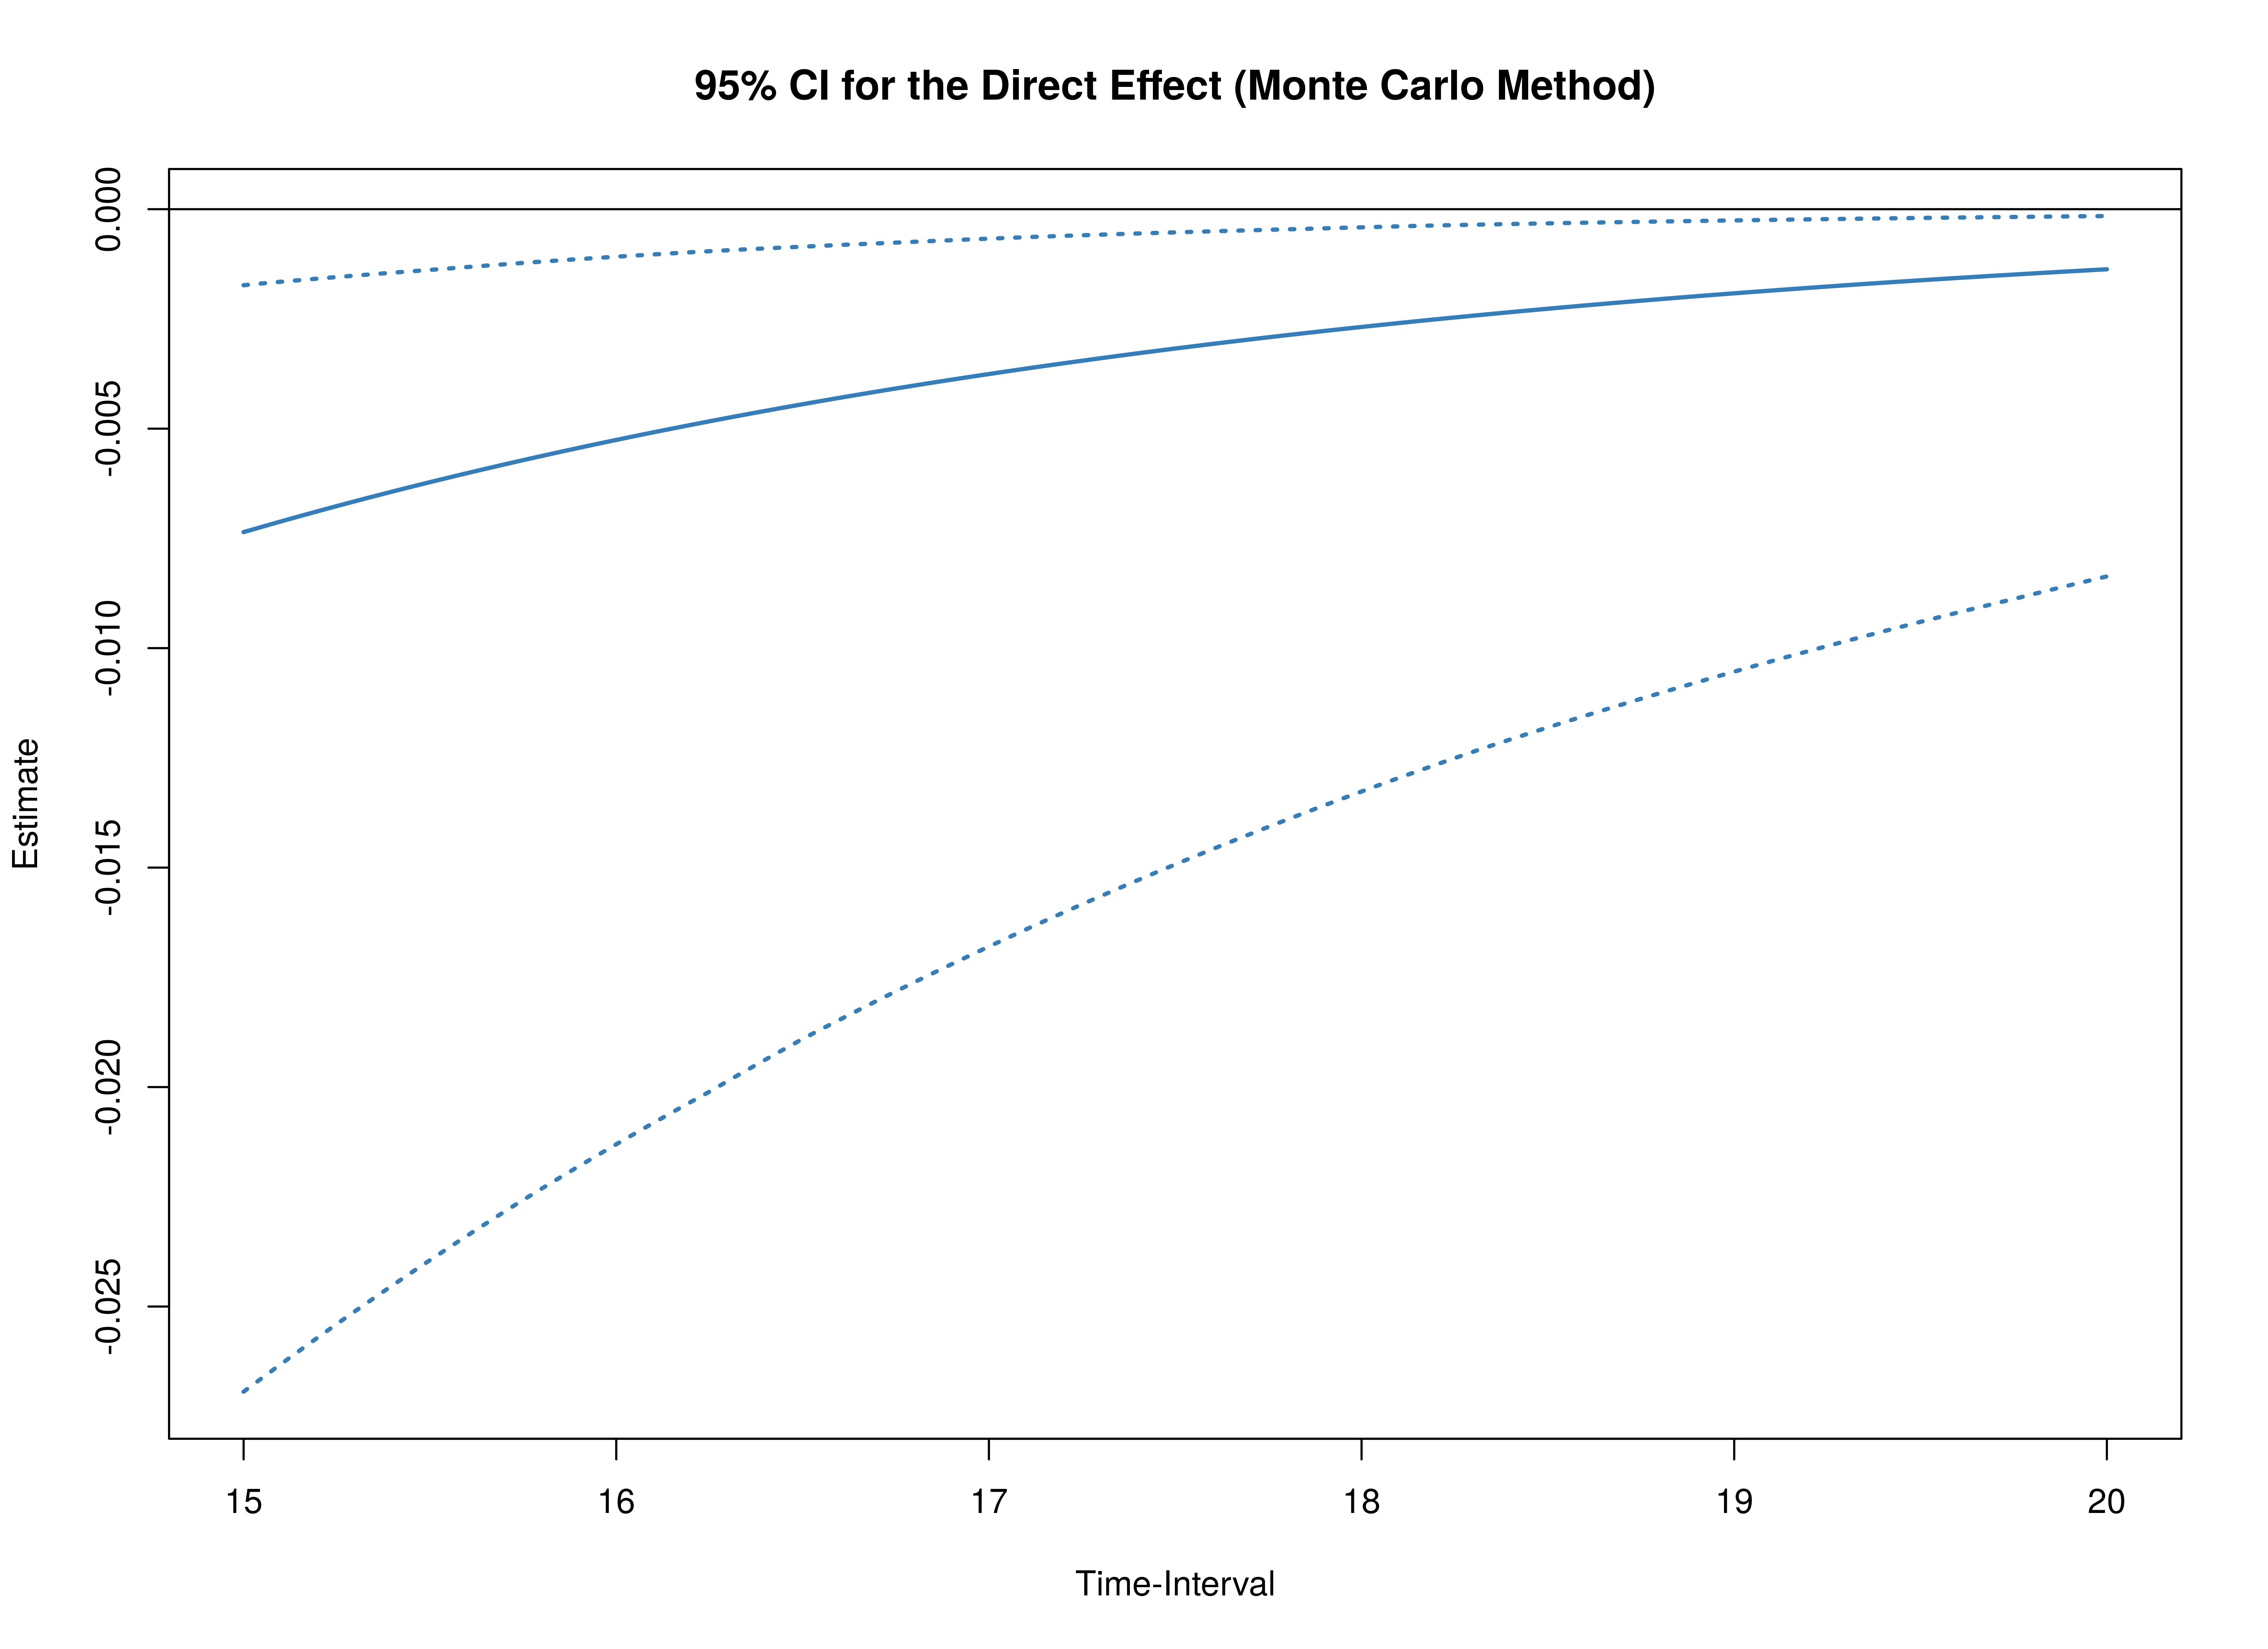 95% CI for the Direct Effect (Monte Carlo Method)
Estimate
0.000
-0.005
-0.010
-0.015
-0.020
-0.025
15 16 17 18 19 20
Time-Interval